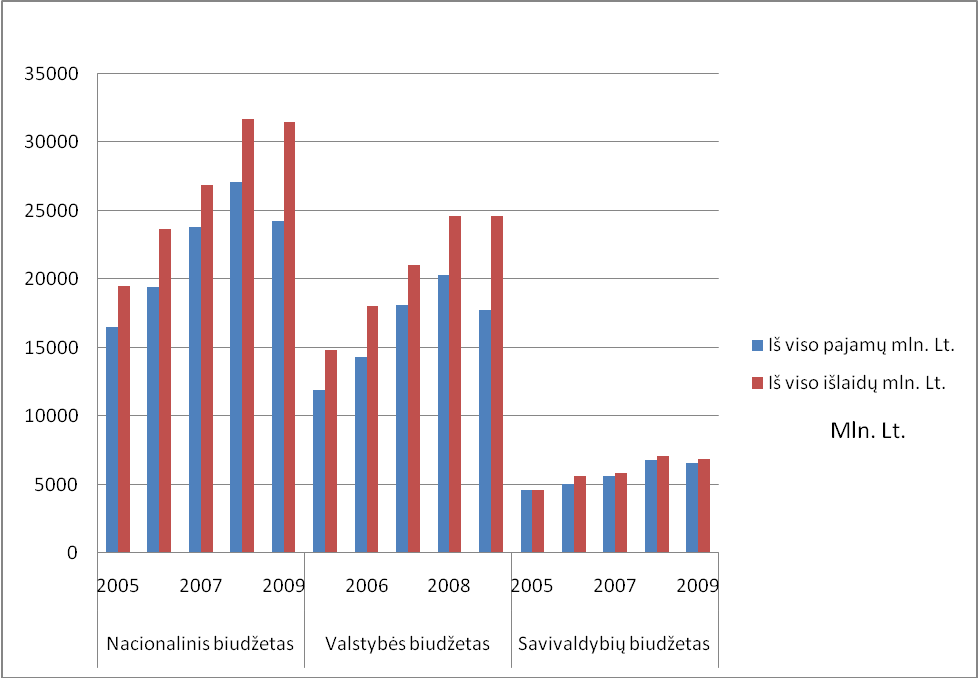 35000
30000
25000
20000
15000
10000
5000
0
2005 2007 2009 2006 2008 2005 2007 2009
Nacionalinis biudžetas Valstybės biudžetas Savivaldybių biudžetas
Iš viso pajamų mln. Lt.
Iš viso išlaidų mln. Lt.
Mln. Lt.